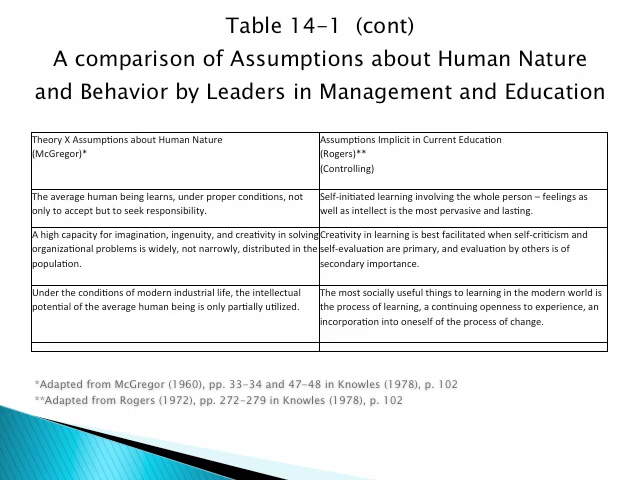 Table 14-1 (cont)
A comparison of Assumptions about Human Nature
and Behavior by Leaders in Management and Education
Theory X Assumptions about Human Nature
(McGregor)*
Assumptions Implicit in Current Education
(Rogers)**
(Controlling)
The average human being learns, under proper conditions, not
only to accept but to seek responsibility.
Self-initiated learning involving the whole person – feelings as
well as intellect is the most pervasive and lasting.
A high capacity for imagination, ingenuity, and creativity in solving
organizational problems is widely, not narrowly, distributed in the
population.
Creativity in learning is best facilitated when self-criticism and
self-evaluation are primary, and evaluation by others is of
secondary importance.
Under the conditions of modern industrial life, the intellectual
potential of the average human being is only partially utilized.
The most socially useful things to learning in the modern world is
the process of learning, a continuing openness to experience, an
incorporation into oneself of the process of change.
*Adapted from McGregor (1960), pp. 33-34 and 47-48 in Knowles (1978), p. 102
**Adapted from Rogers (1972), pp. 272-279 in Knowles (1978), p. 102